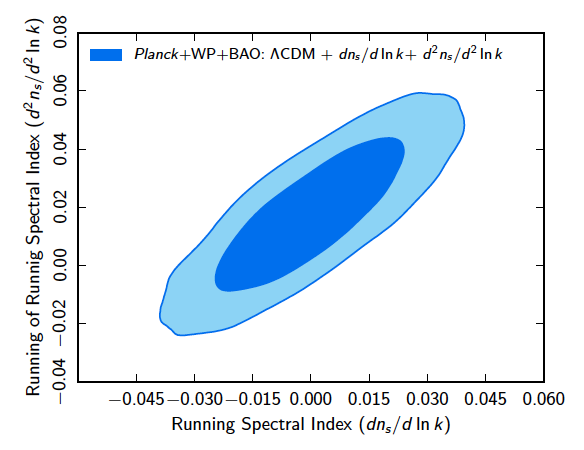 Planck+WP+BAO: ΛCDM + dnₛ/d ln k+ d²nₛ/d² ln k
Running of Runnig Spectral Index (d²nₛ/d² ln k)
0.08
0.06
0.04
0.02
0.00
−0.02
−0.04
−0.045 −0.030 −0.015 0.000 0.015 0.030 0.045 0.060
Running Spectral Index (dnₛ/d ln k)